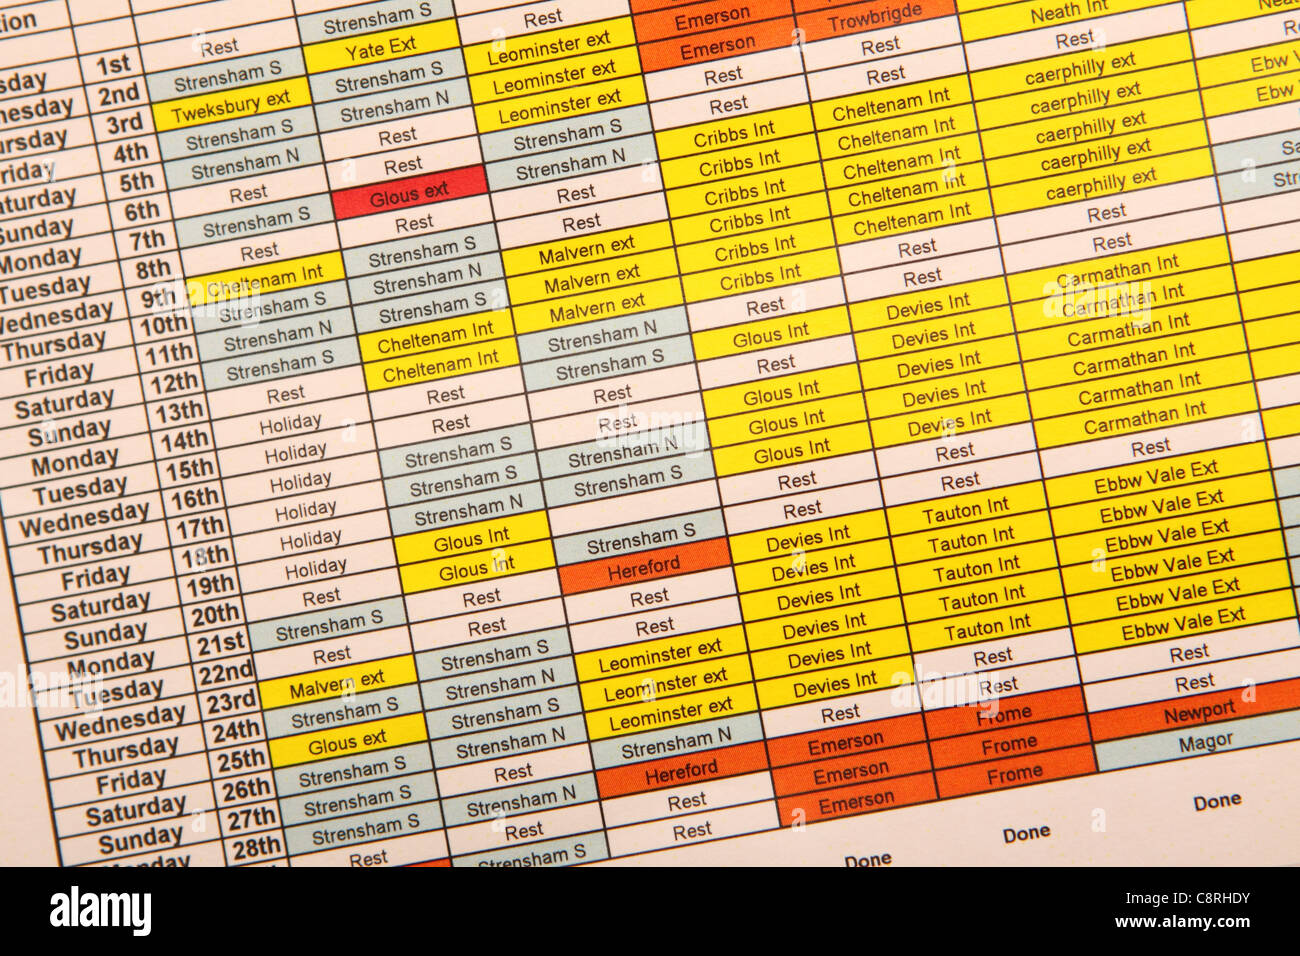 tion
sday 1st Rest Strensham S
nesday 2nd Strensham S Yate Ext Rest
ursday 3rd Tweksbury ext Strensham S Leominster ext Emerson
riday 4th Strensham S Strensham N Leominster ext Emerson Trowbrigde
aturday 5th Strensham N Rest Leominster ext Rest Rest Neath Int
Sunday 6th Rest Rest Strensham S Rest Rest Rest
Monday 7th Strensham S Glous ext Strensham N Cribbs Int Cheltenam Int caerphilly ext Re
Tuesday 8th Rest Rest Rest Cribbs Int Cheltenam Int caerphilly ext Ebw Va
Wednesday 9th Cheltenam Int Strensham S Rest Cribbs Int Cheltenam Int caerphilly ext Ebw
Thursday 10th Strensham S Strensham N Malvern ext Cribbs Int Cheltenam Int caerphilly ext
Friday 11th Strensham N Strensham S Malvern ext Cribbs Int Cheltenam Int caerphilly ext Sa
Saturday 12th Strensham S Cheltenam Int Malvern ext Cribbs Int Rest Rest Stre
Sunday 13th Rest Cheltenam Int Strensham N Rest Rest Rest
Monday 14th Holiday Rest Strensham S Glous Int Devies Int Carmathan Int
Tuesday 15th Holiday Rest Rest Rest Devies Int Carmathan Int
Wednesday 16th Holiday Strensham S Rest Glous Int Devies Int Carmathan Int
Thursday 17th Holiday Strensham S Strensham N Glous Int Devies Int Carmathan Int
Friday 18th Holiday Strensham N Strensham S Glous Int Devies Int Carmathan Int
Saturday 19th Holiday Glous Int Rest Rest Carmathan Int
Sunday 20th Rest Glous Int Strensham S Rest Rest Rest
Monday 21st Strensham S Rest Hereford Devies Int Tauton Int Ebbw Vale Ext
Tuesday 22nd Rest Rest Rest Devies Int Tauton Int Ebbw Vale Ext
Wednesday 23rd Malvern ext Strensham S Rest Devies Int Tauton Int Ebbw Vale Ext
Thursday 24th Strensham S Strensham N Leominster ext Devies Int Tauton Int Ebbw Vale Ext
Friday 25th Glous ext Strensham S Leominster ext Devies Int Tauton Int Ebbw Vale Ext
Saturday 26th Strensham S Strensham N Leominster ext Devies Int Rest Ebbw Vale Ext
Sunday 27th Strensham S Rest Strensham N Rest Rest Rest
Monday 28th Strensham S Strensham N Hereford Emerson Frome Rest
Rest Rest Rest Emerson Frome Newport
Strensham S Rest Emerson Frome Magor
Done Done Done
alamy
Image ID: C8RHDY
www.alamy.com